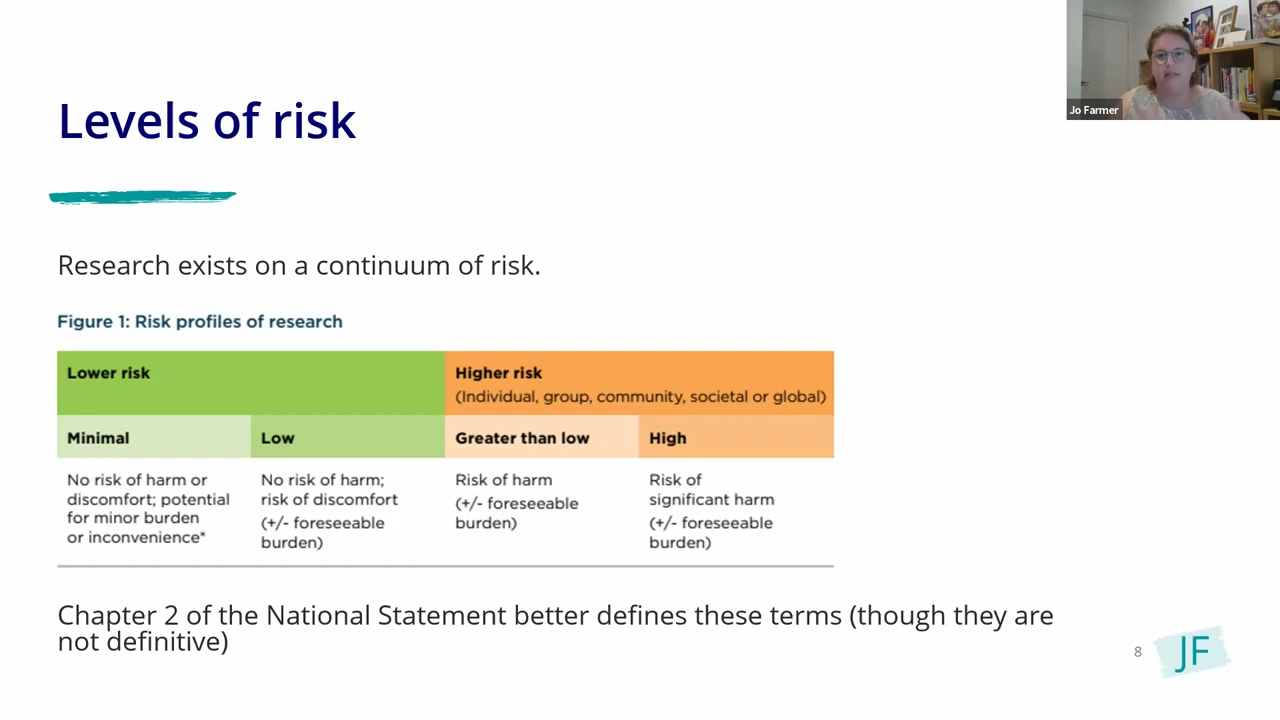 Levels of risk
Jo Farmer
Research exists on a continuum of risk.
Figure 1: Risk profiles of research
Lower risk
Higher risk
(Individual, group, community, societal or global)
Minimal
Low
Greater than low
High
No risk of harm or
discomfort; potential
for minor burden
or inconvenience*
No risk of harm;
risk of discomfort
(+/- foreseeable
burden)
Risk of harm
(+/- foreseeable
burden)
Risk of
significant harm
(+/- foreseeable
burden)
Chapter 2 of the National Statement better defines these terms (though they are
not definitive)
8
JF